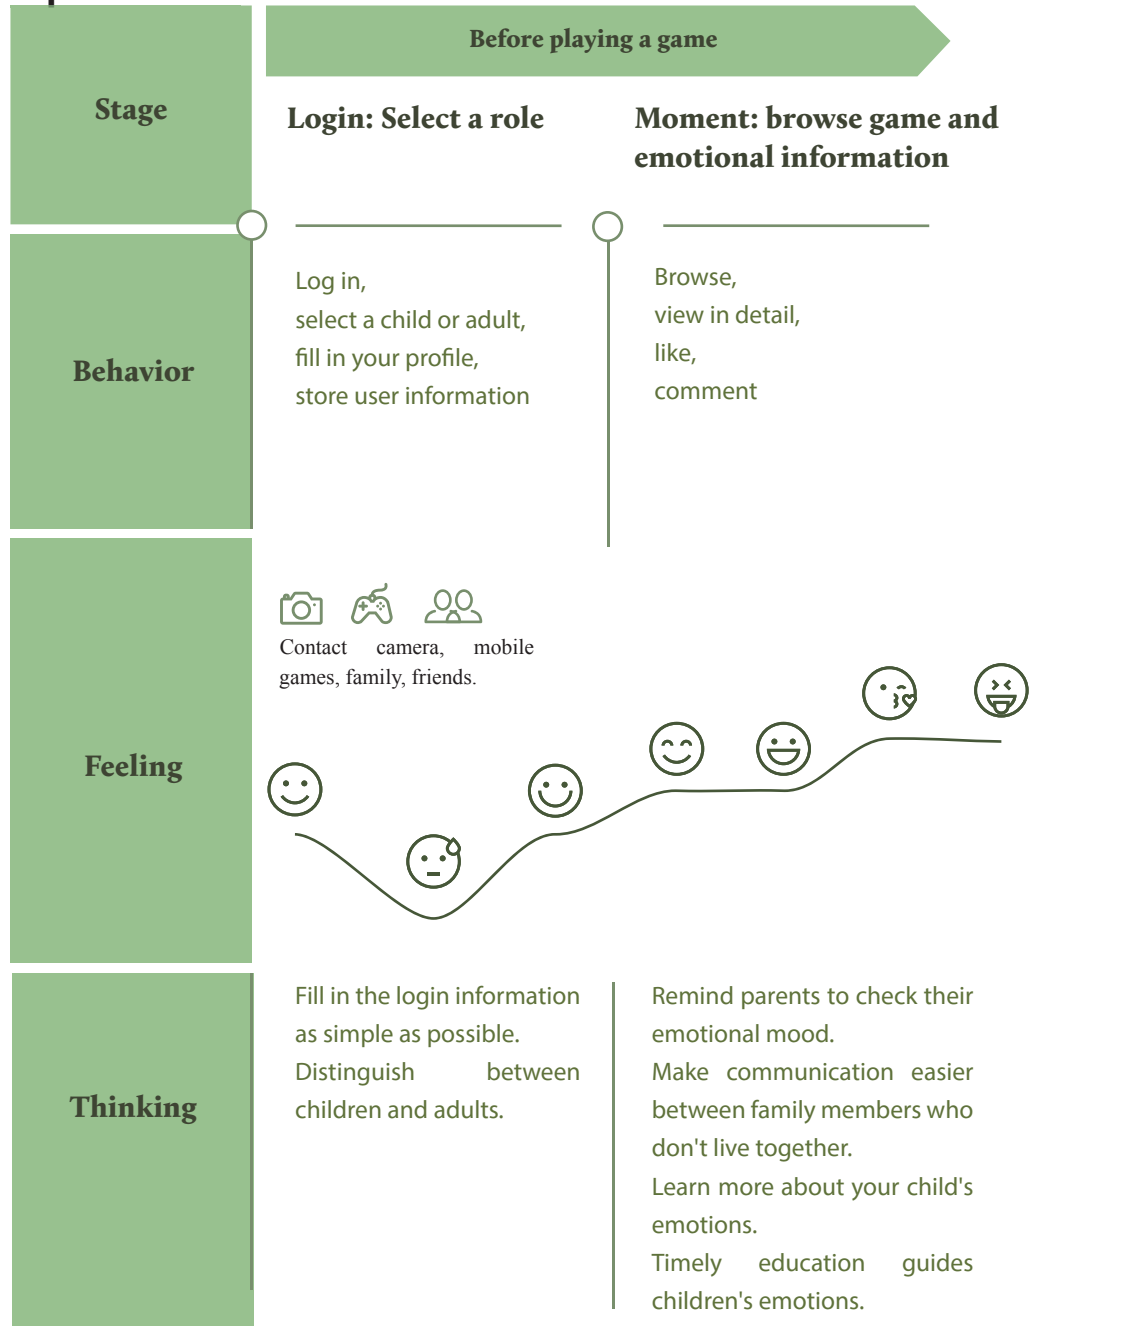 Before playing a game
Stage
Login: Select a role
Moment: browse game and
emotional information
Behavior
Log in,
select a child or adult,
fill in your profile,
store user information
Browse,
view in detail,
like,
comment
Feeling
Contact camera, mobile
games, family, friends.
Thinking
Fill in the login information
as simple as possible.
Distinguish between
children and adults.
Remind parents to check their
emotional mood.
Make communication easier
between family members who
don't live together.
Learn more about your child's
emotions.
Timely education guides
children's emotions.